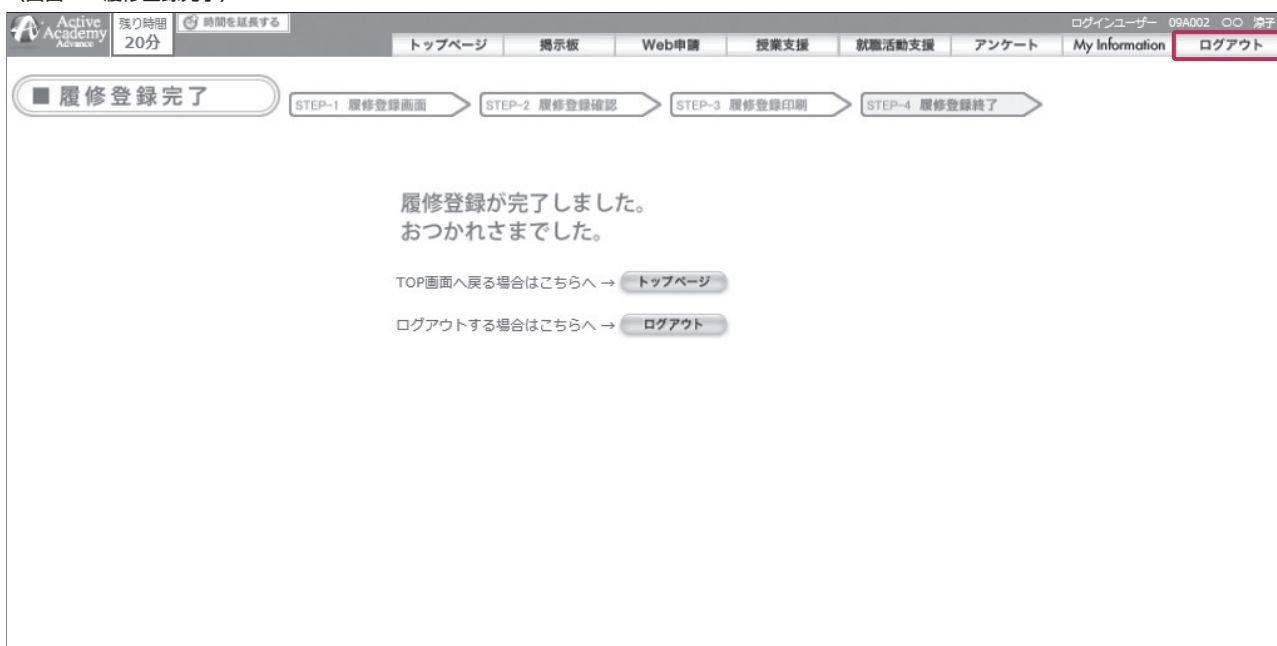 Active Academy Advance
残り時間 20分
時間を延長する
ログインユーザー 09A002 〇〇 涼子
トップページ 掲示板 Web申請 授業支援 就職活動支援 アンケート My Information ログアウト
■ 履修登録完了
STEP-1 履修登録画面 STEP-2 履修登録確認 STEP-3 履修登録印刷 STEP-4 履修登録終了
履修登録が完了しました。
おつかれさまでした。
TOP画面へ戻る場合はこちらへ → トップページ
ログアウトする場合はこちらへ → ログアウト